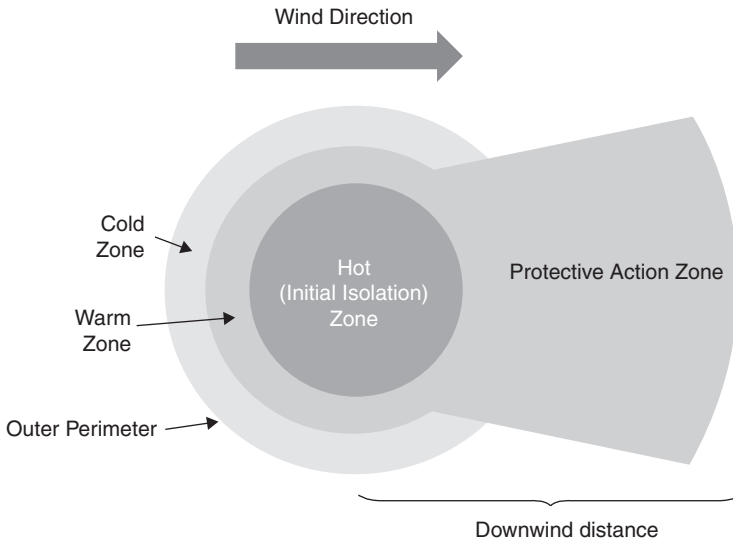 Wind Direction
Cold
Zone
Hot
(Initial Isolation)
Zone
Protective Action Zone
Warm
Zone
Outer Perimeter
Downwind distance